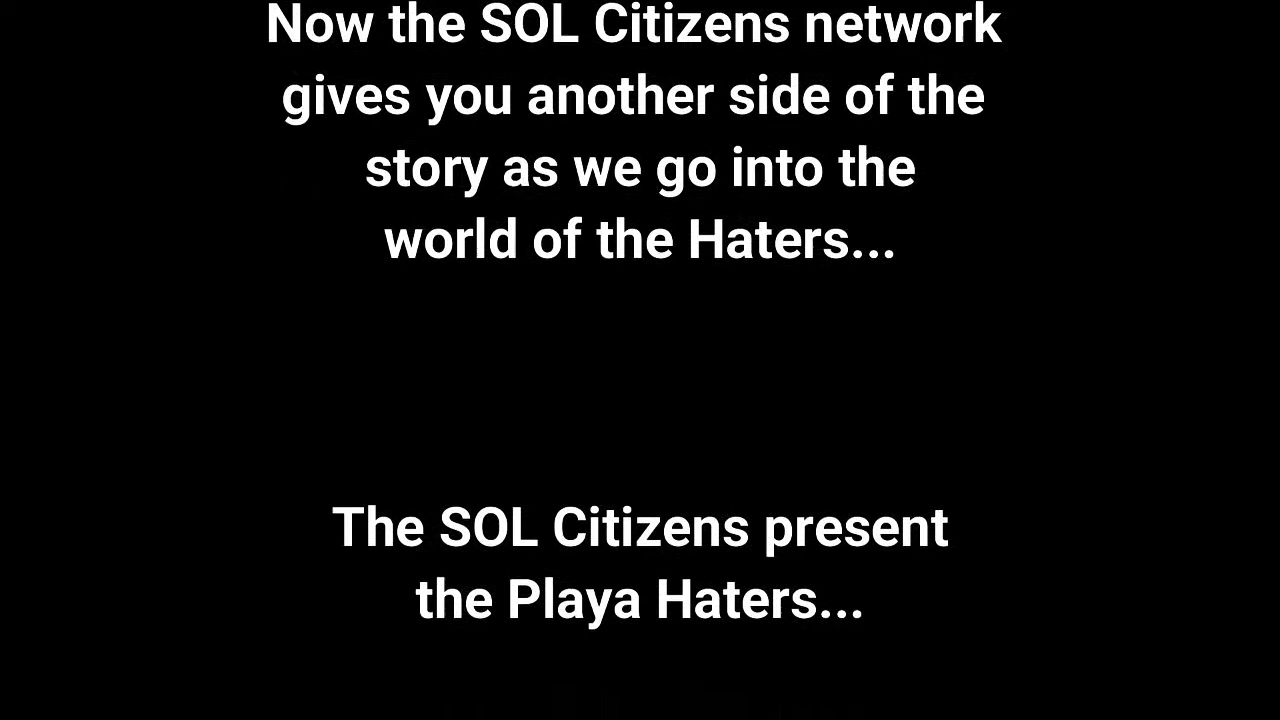 Now the SOL Citizens network
gives you another side of the
story as we go into the
world of the Haters...
The SOL Citizens present
the Playa Haters...